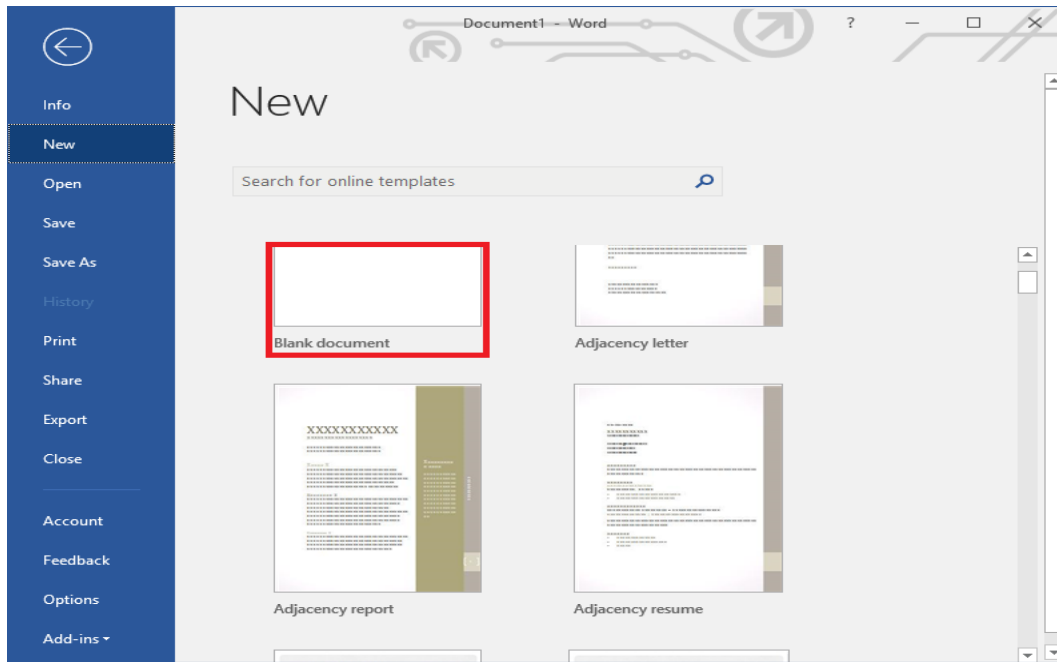 Document1 - Word
?
Info
New
Open
Save
Save As
History
Print
Share
Export
Close
Account
Feedback
Options
Add-ins
New
Search for online templates
Blank document
Adjacency letter
XXXXXXXXXXX
Adjacency report
Adjacency resume